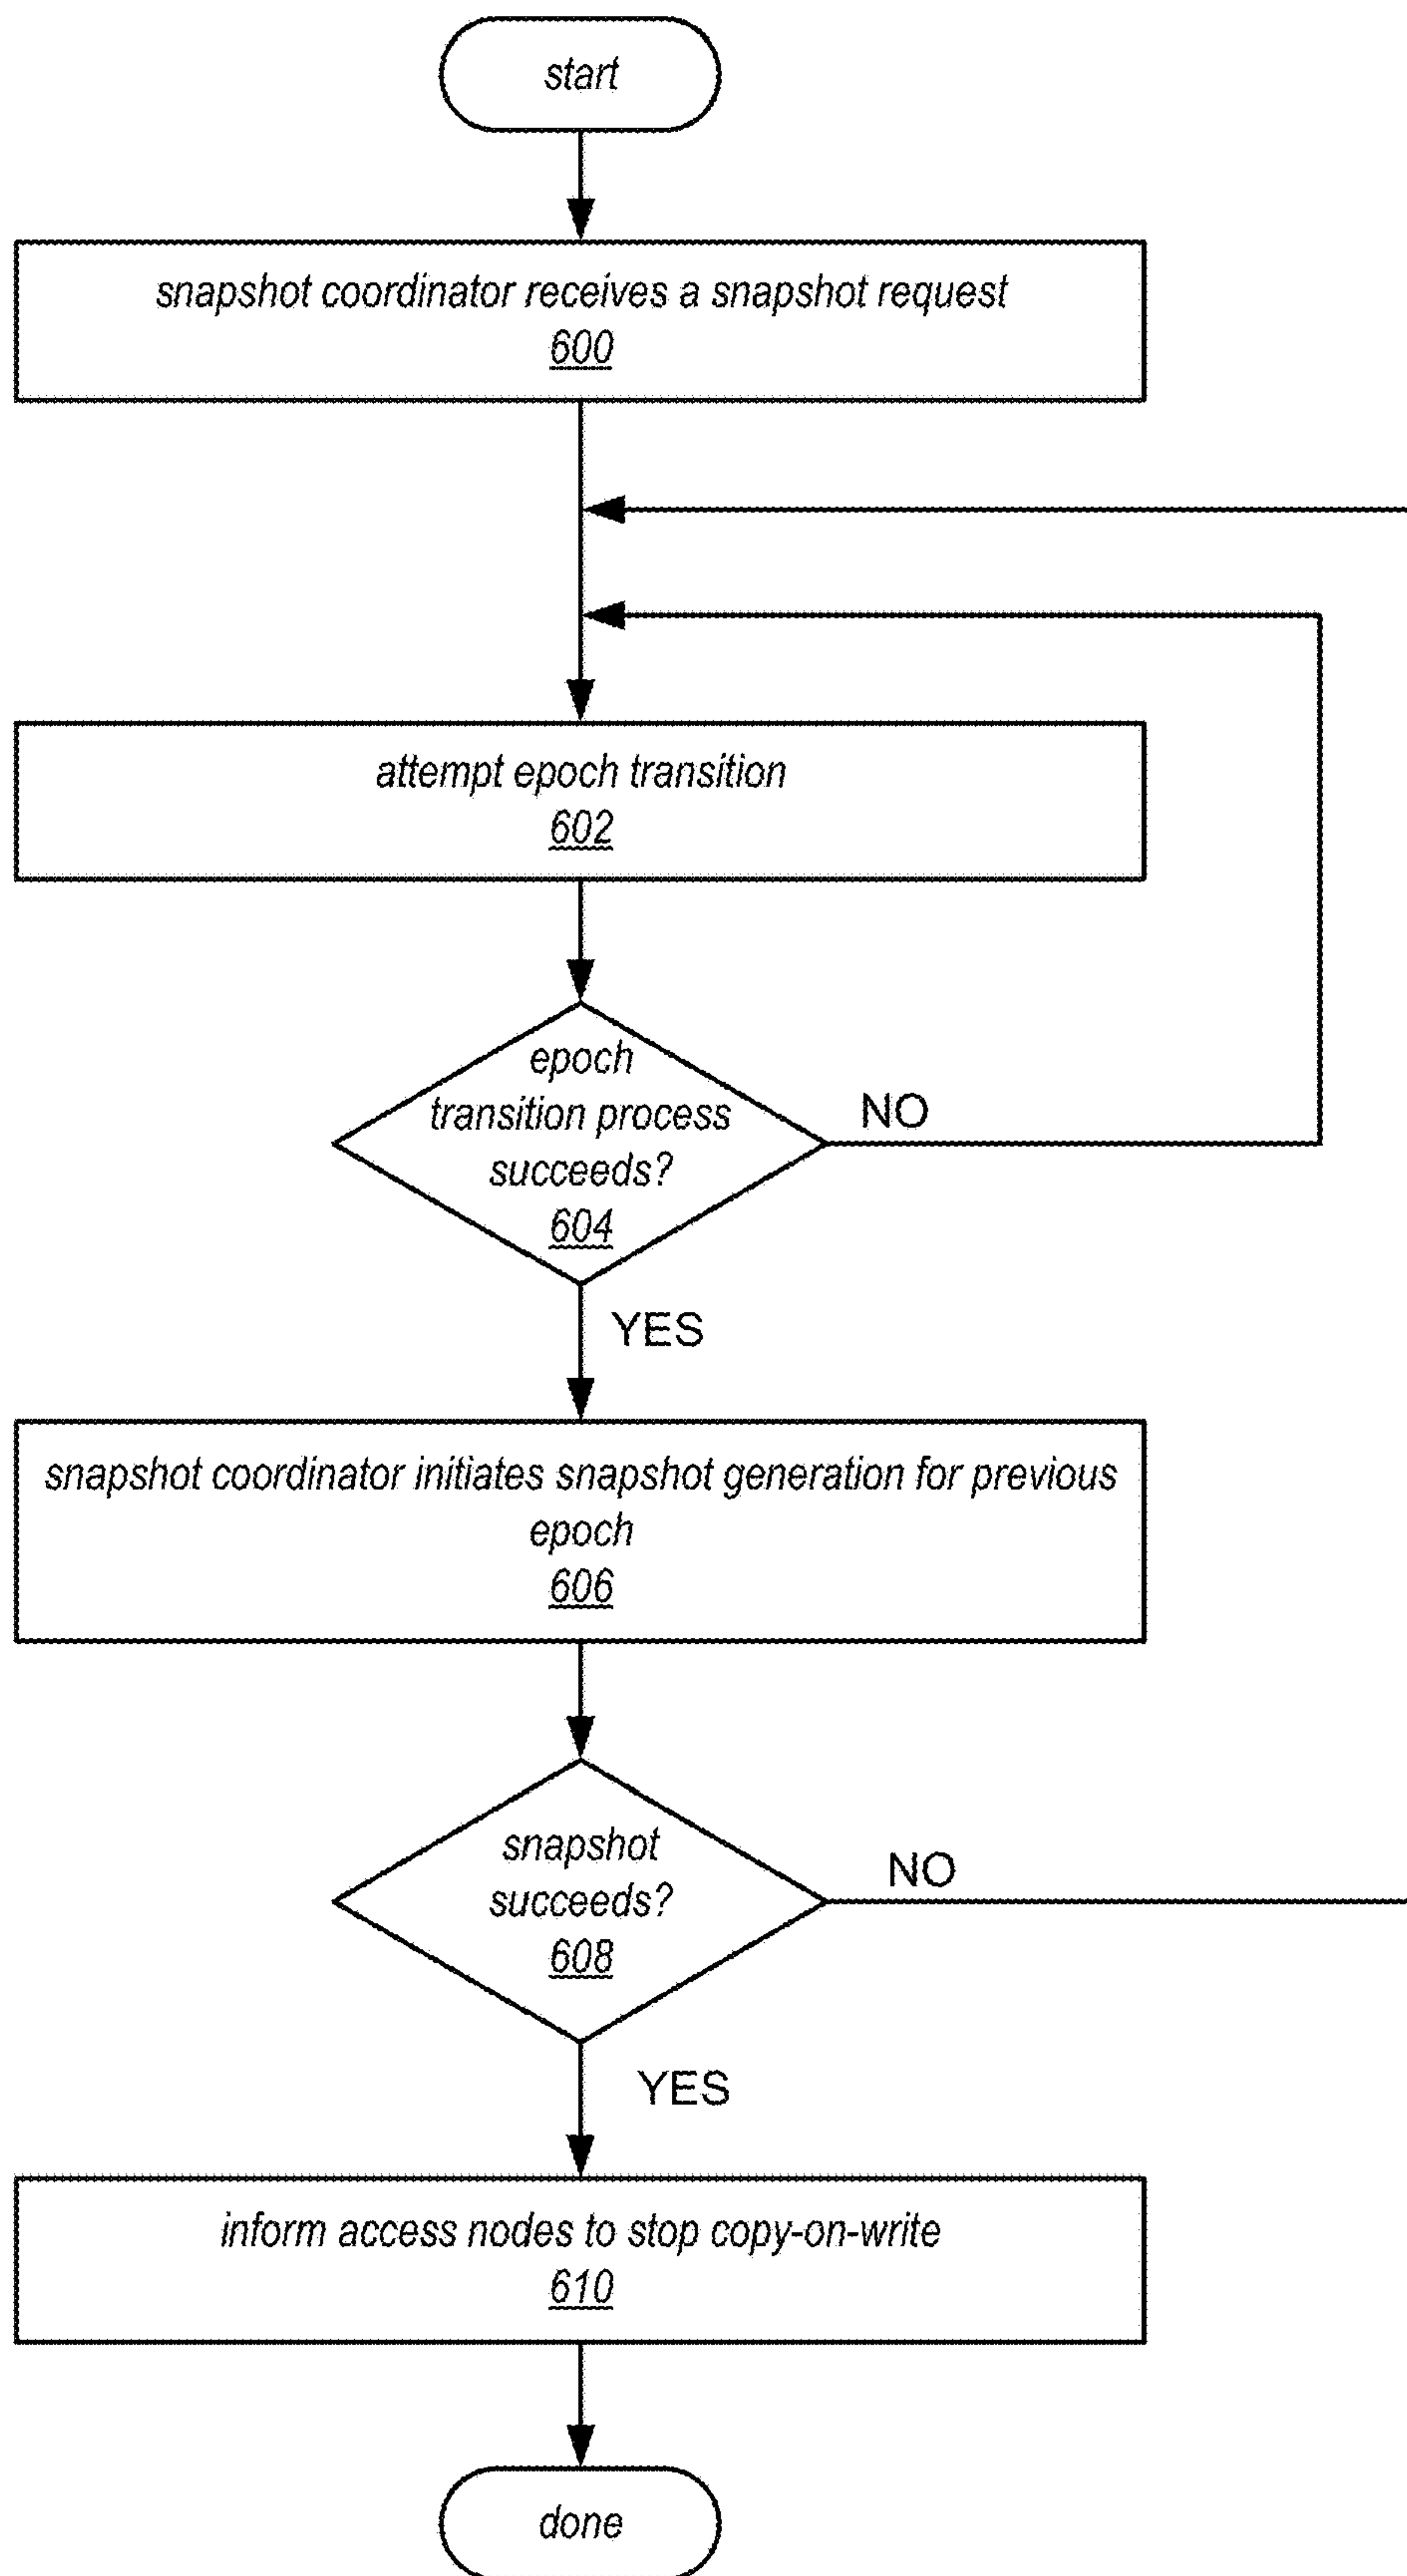 start
snapshot coordinator receives a snapshot request
600
attempt epoch transition
602
epoch
transition process
succeeds?
604
NO
YES
snapshot coordinator initiates snapshot generation for previous
epoch
606
snapshot
succeeds?
608
NO
YES
inform access nodes to stop copy-on-write
610
done